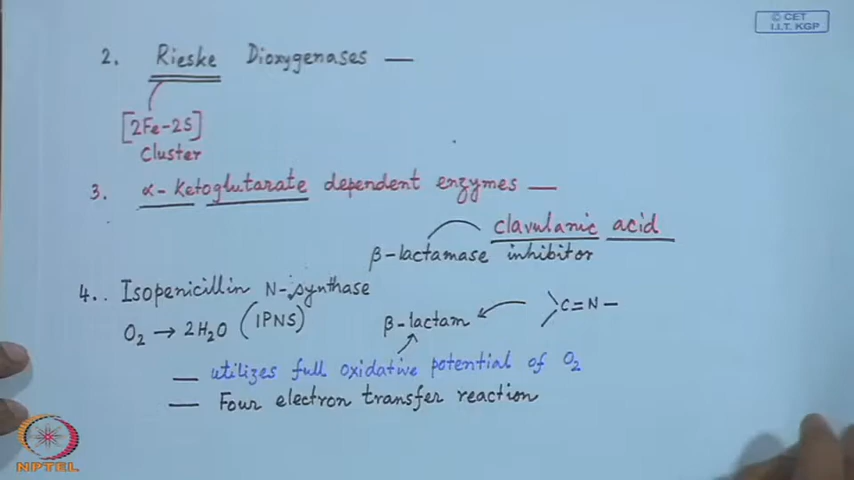 © CET
I.I.T. KGP
2. Rieske Dioxygenases —
[2Fe-2S]
Cluster
3. α-Ketoglutarate dependent enzymes —
clavulanic acid
β-lactamase inhibitor
4. Isopenicillin N-synthase
O₂ → 2H₂O (IPNS)
β-lactam
C=N—
— utilizes full oxidative potential of O₂
— Four electron transfer reaction
NPTEL